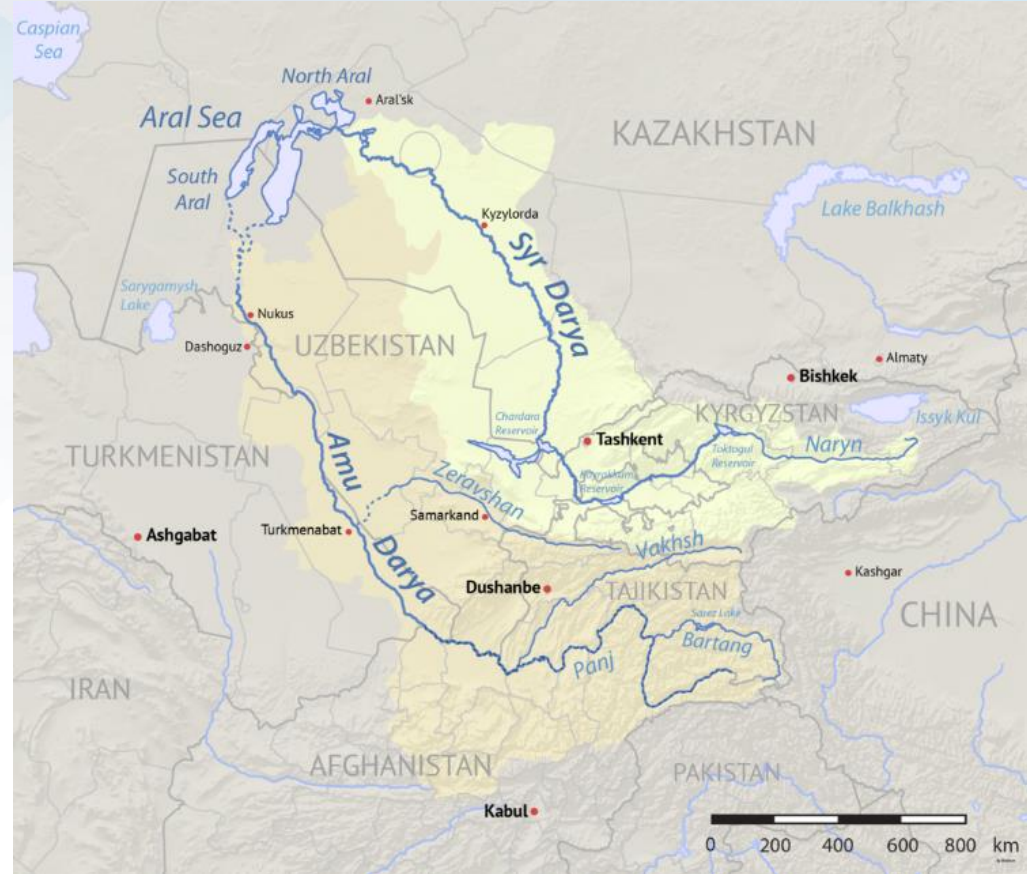 Caspian
Sea
North Aral
Aral'sk
Aral Sea
KAZAKHSTAN
South
Aral
Lake Balkhash
Kyzylorda
Syr Darya
Sarygamysh
Lake
Nukus
UZBEKISTAN
Dashoguz
Almaty
Bishkek
KYRGYZSTAN
Issyk Kul
Chardara
Reservoir
Tashkent
Toktogul
Reservoir
Naryn
TURKMENISTAN
Amu
Darya
Kayrakkum
Reservoir
Zeravshan
Samarkand
Turkmenabat
Ashgabat
Vakhsh
Dushanbe
TAJIKISTAN
Kashgar
CHINA
Sarez Lake
Bartang
Panj
IRAN
AFGHANISTAN
PAKISTAN
Kabul
0 200 400 600 800 km